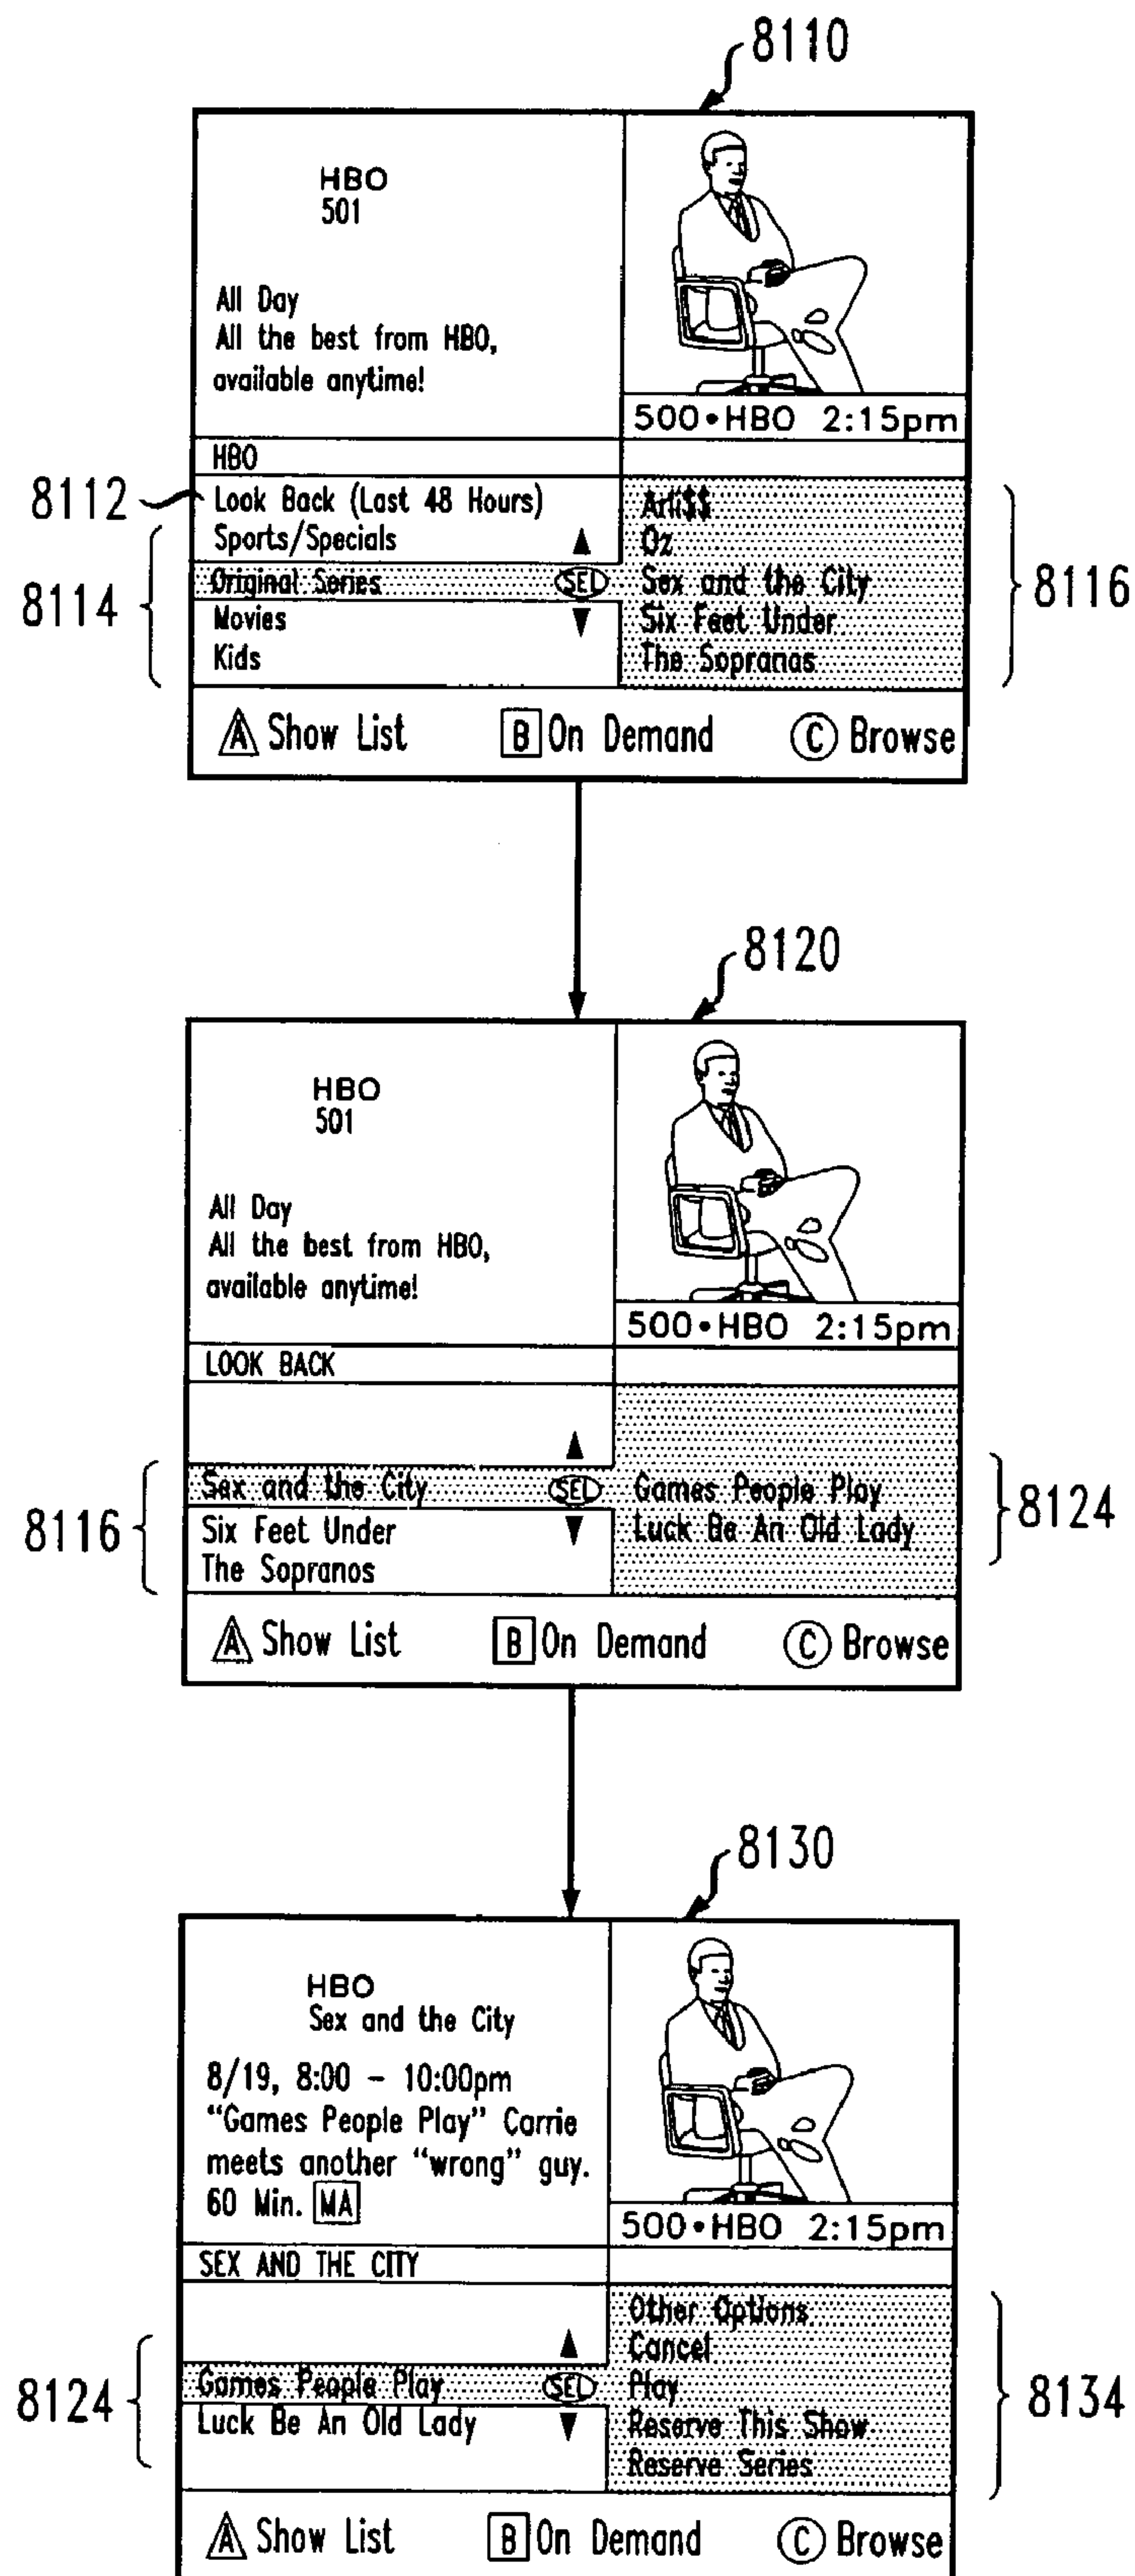 8110
HBO
501
All Day
All the best from HBO,
available anytime!
500•HBO 2:15pm
HBO
8112
Look Back (Last 48 Hours)
Sports/Specials
Original Series
SEL
Movies
Kids
8114
Arli$$
Oz
Sex and the City
Six Feet Under
The Sopranos
8116
A Show List
B On Demand
C Browse
8120
HBO
501
All Day
All the best from HBO,
available anytime!
500•HBO 2:15pm
LOOK BACK
8116
Sex and the City
SEL
Six Feet Under
The Sopranos
Games People Play
Luck Be An Old Lady
8124
A Show List
B On Demand
C Browse
8130
HBO
Sex and the City
8/19, 8:00 - 10:00pm
"Games People Play" Carrie
meets another "wrong" guy.
60 Min. MA
500•HBO 2:15pm
SEX AND THE CITY
8124
Games People Play
SEL
Luck Be An Old Lady
Other Options
Cancel
Play
Reserve This Show
Reserve Series
8134
A Show List
B On Demand
C Browse